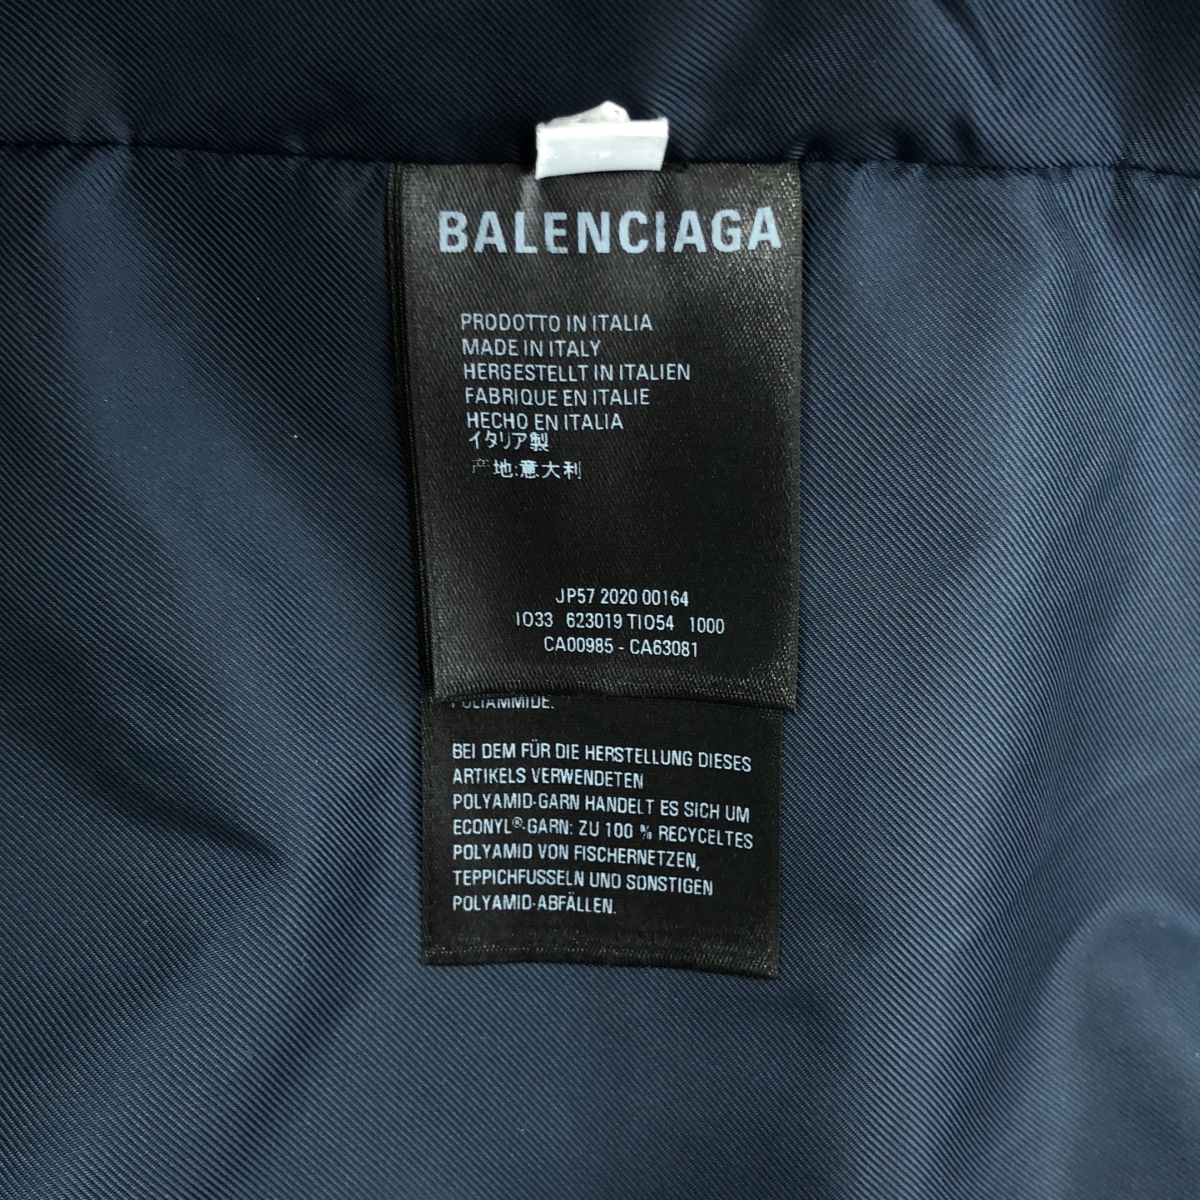 BALENCIAGA
PRODOTTO IN ITALIA
MADE IN ITALY
HERGESTELLT IN ITALIEN
FABRIQUE EN ITALIE
HECHO EN ITALIA
イタリア製
产地:意大利
JP57 2020 00164
1033 623019 TIO54 1000
CA00985 - CA63081
POLIAMMIDE.
BEI DEM FÜR DIE HERSTELLUNG DIESES
ARTIKELS VERWENDETEN
POLYAMID-GARN HANDELT ES SICH UM
ECONYL®-GARN: ZU 100 % RECYCELTES
POLYAMID VON FISCHERNETZEN,
TEPPICHFUSSELN UND SONSTIGEN
POLYAMID-ABFÄLLEN.